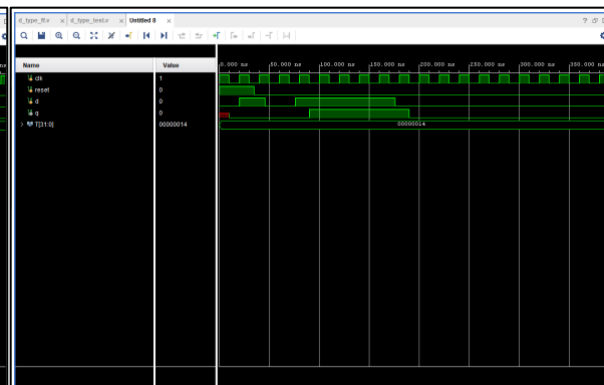 d_type_ff.v × d_type_test.v × Untitled 8 ×
Name Value
0.000 ns 50.000 ns 100.000 ns 150.000 ns 200.000 ns 250.000 ns 300.000 ns 350.000 ns
clk 1
reset 0
d 0
q 0
T[31:0] 00000014 00000014